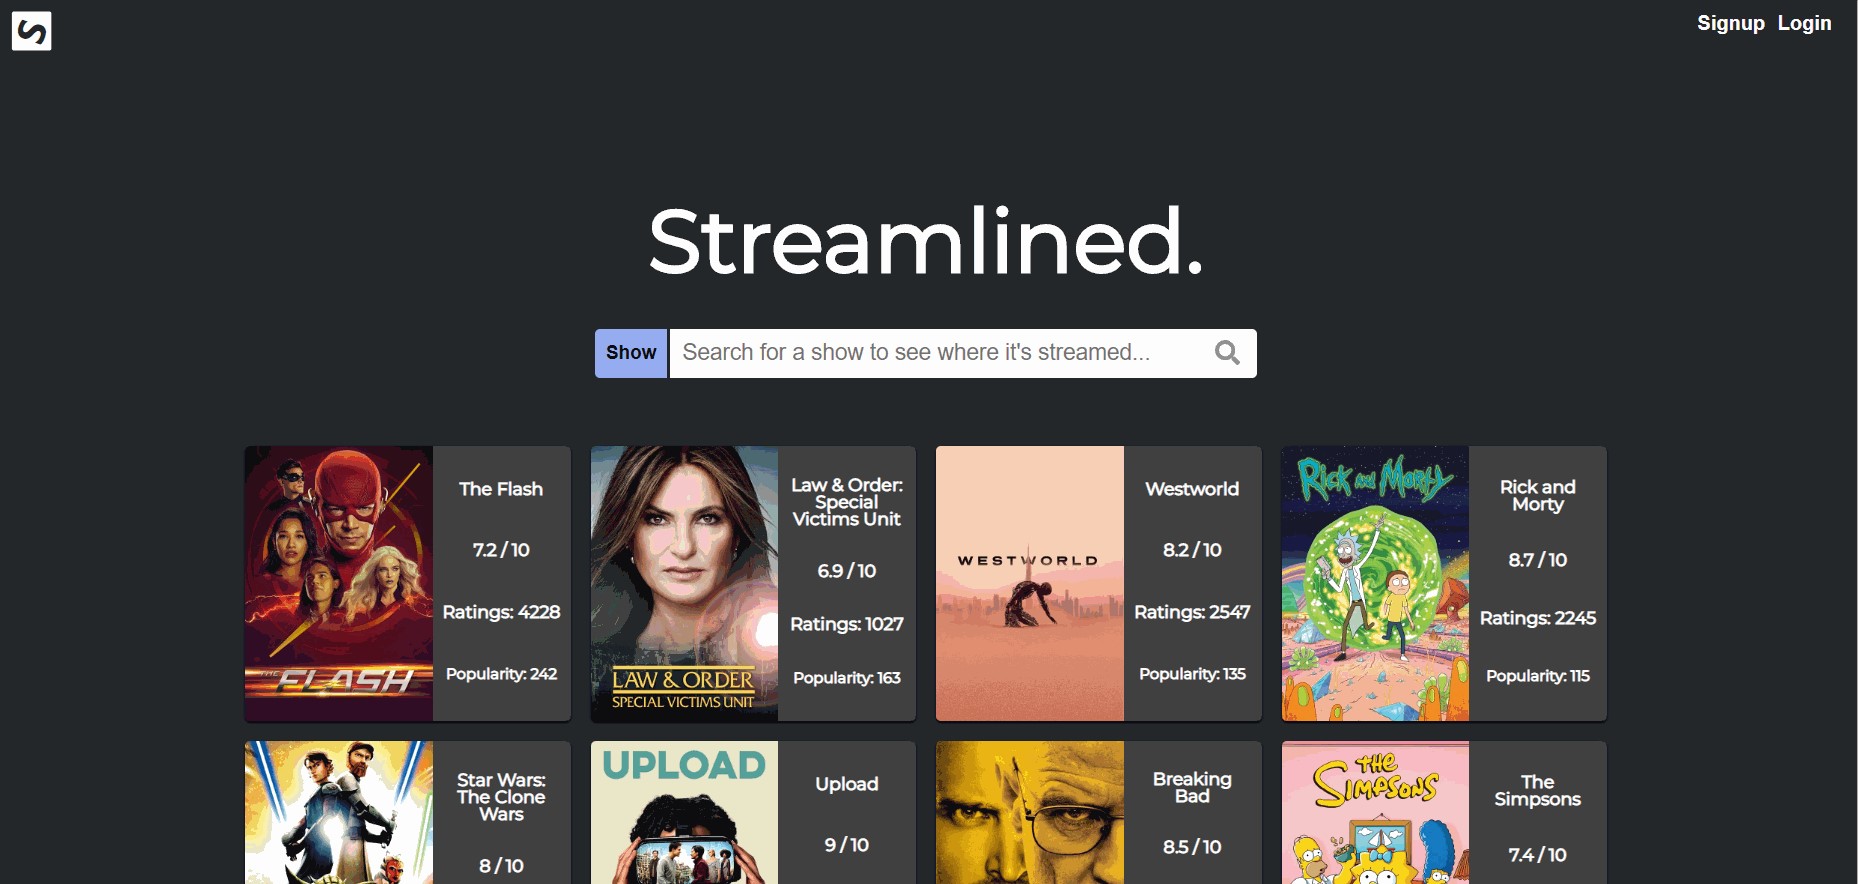 S
Signup Login
Streamlined.
Show
Search for a show to see where it's streamed...
THE FLASH
The Flash
7.2 / 10
Ratings: 4228
Popularity: 242
LAW & ORDER
SPECIAL VICTIMS UNIT
Law & Order:
Special
Victims Unit
6.9 / 10
Ratings: 1027
Popularity: 163
WESTWORLD
Westworld
8.2 / 10
Ratings: 2547
Popularity: 135
RICK AND MORTY
Rick and
Morty
8.7 / 10
Ratings: 2245
Popularity: 115
Star Wars:
The Clone
Wars
8 / 10
UPLOAD
Upload
9 / 10
Breaking
Bad
8.5 / 10
THE
SIMPSONS
The
Simpsons
7.4 / 10